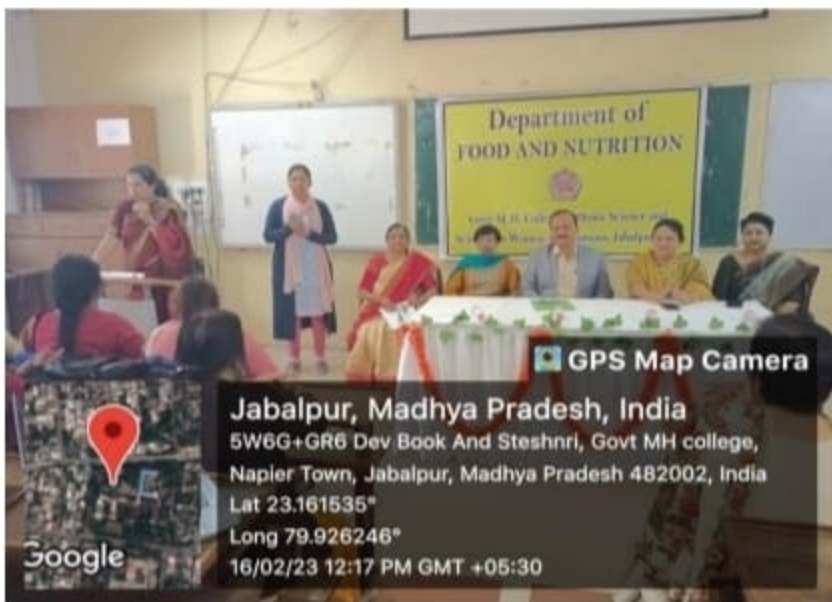 Department of
FOOD AND NUTRITION
GPS Map Camera
Jabalpur, Madhya Pradesh, India
5W6G+GR6 Dev Book And Steshnri, Govt MH college,
Napier Town, Jabalpur, Madhya Pradesh 482002, India
Lat 23.161535°
Long 79.926246°
16/02/23 12:17 PM GMT +05:30
Google